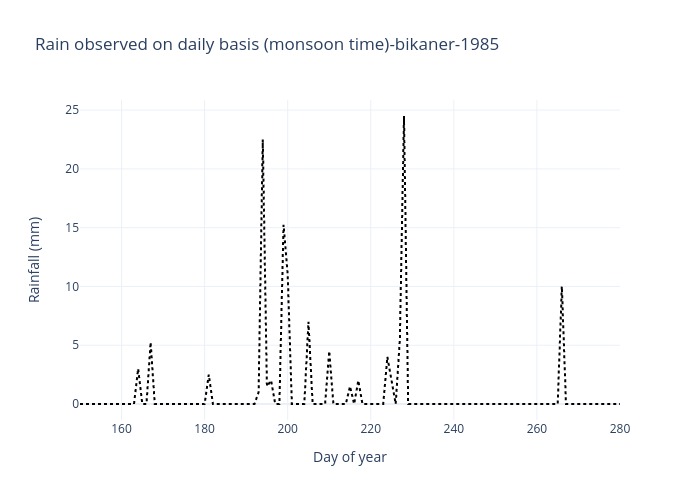 Rain observed on daily basis (monsoon time)-bikaner-1985
25
20
15
10
5
0
Rainfall (mm)
160 180 200 220 240 260 280
Day of year